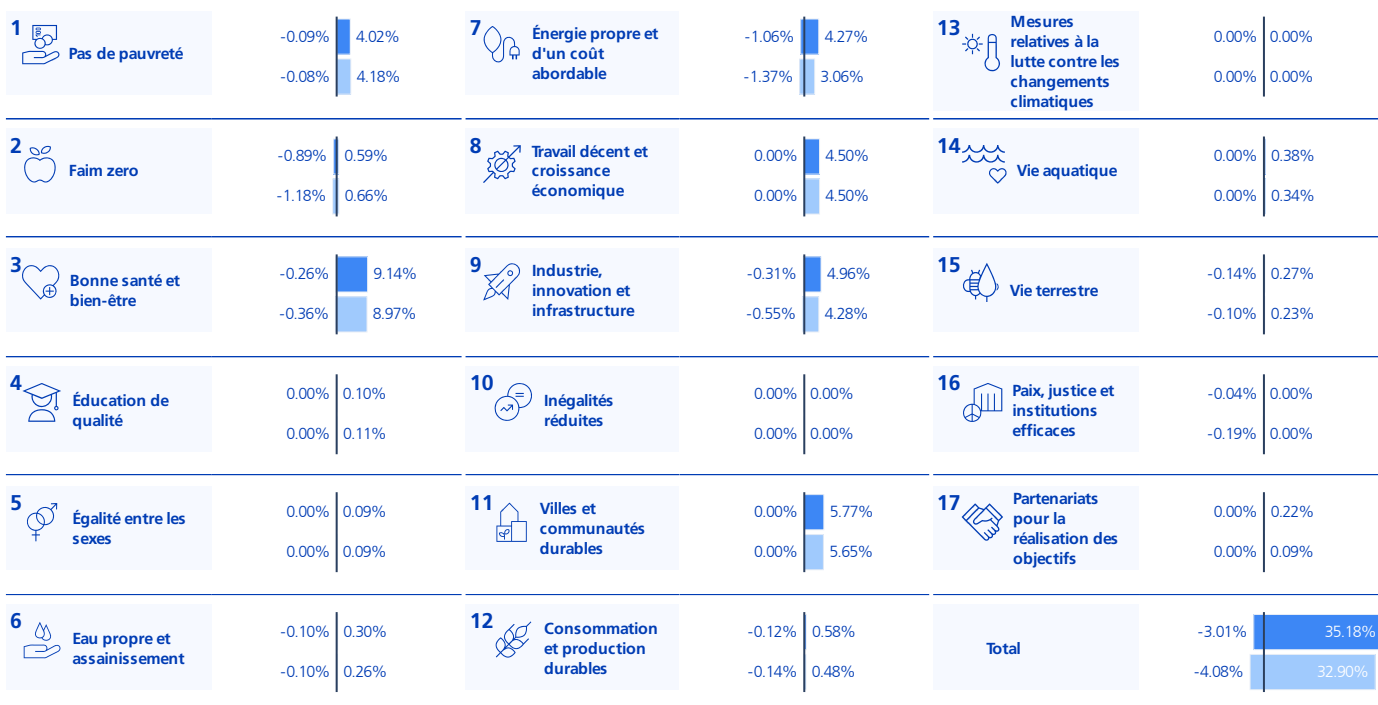 1
Pas de pauvreté
-0.09% 4.02%
-0.08% 4.18%
2
Faim zero
-0.89% 0.59%
-1.18% 0.66%
3
Bonne santé et
bien-être
-0.26% 9.14%
-0.36% 8.97%
4
Éducation de
qualité
0.00% 0.10%
0.00% 0.11%
5
Égalité entre les
sexes
0.00% 0.09%
0.00% 0.09%
6
Eau propre et
assainissement
-0.10% 0.30%
-0.10% 0.26%
7
Énergie propre et
d'un coût
abordable
-1.06% 4.27%
-1.37% 3.06%
8
Travail décent et
croissance
économique
0.00% 4.50%
0.00% 4.50%
9
Industrie,
innovation et
infrastructure
-0.31% 4.96%
-0.55% 4.28%
10
Inégalités
réduites
0.00% 0.00%
0.00% 0.00%
11
Villes et
communautés
durables
0.00% 5.77%
0.00% 5.65%
12
Consommation
et production
durables
-0.12% 0.58%
-0.14% 0.48%
13
Mesures
relatives à la
lutte contre les
changements
climatiques
0.00% 0.00%
0.00% 0.00%
14
Vie aquatique
0.00% 0.38%
0.00% 0.34%
15
Vie terrestre
-0.14% 0.27%
-0.10% 0.23%
16
Paix, justice et
institutions
efficaces
-0.04% 0.00%
-0.19% 0.00%
17
Partenariats
pour la
réalisation des
objectifs
0.00% 0.22%
0.00% 0.09%
Total
-3.01% 35.18%
-4.08% 32.90%